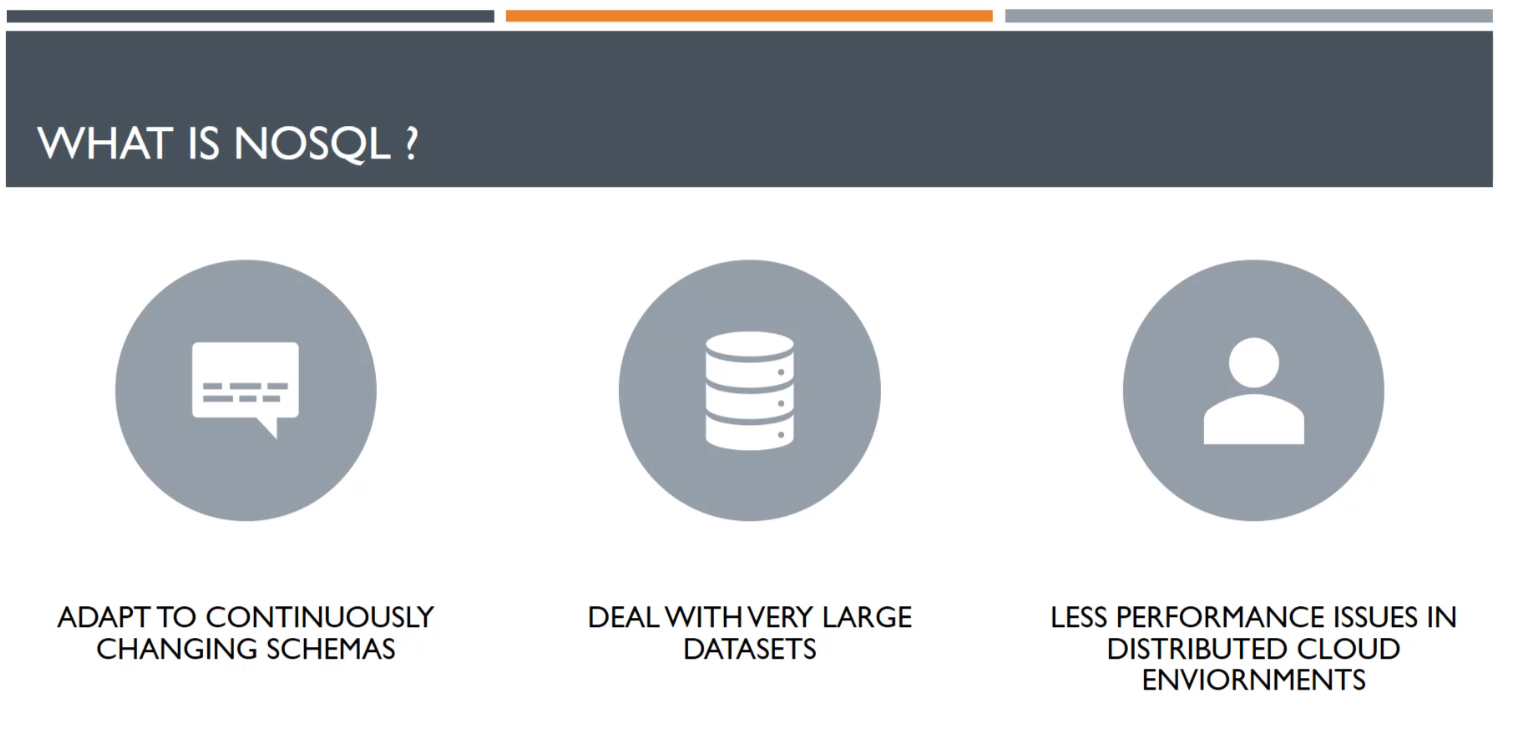 WHAT IS NOSQL ?
ADAPT TO CONTINUOUSLY
CHANGING SCHEMAS
DEAL WITH VERY LARGE
DATASETS
LESS PERFORMANCE ISSUES IN
DISTRIBUTED CLOUD
ENVIORNMENTS